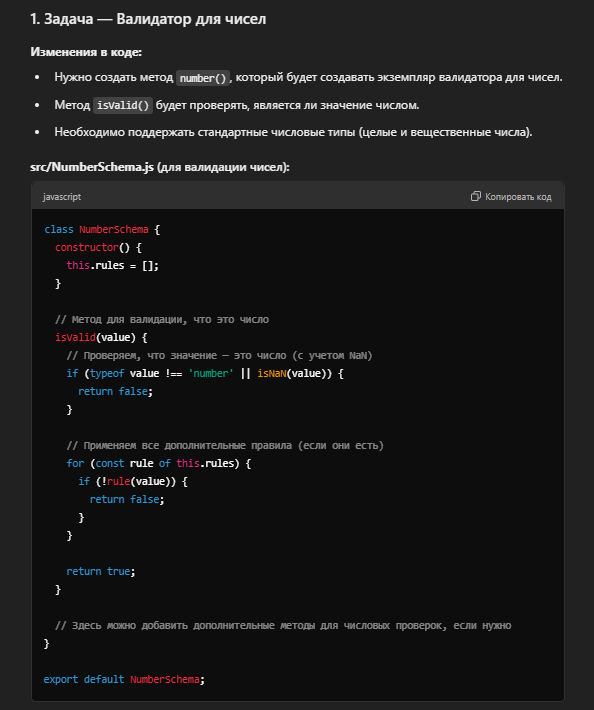 1. Задача — Валидатор для чисел
Изменения в коде:
• Нужно создать метод number(), который будет создавать экземпляр валидатора для чисел.
• Метод isValid() будет проверять, является ли значение числом.
• Необходимо поддержать стандартные числовые типы (целые и вещественные числа).
src/NumberSchema.js (для валидации чисел):
javascript Копировать код
class NumberSchema {
  constructor() {
    this.rules = [];
  }
  // Метод для валидации, что это число
  isValid(value) {
    // Проверяем, что значение — это число (с учетом NaN)
    if (typeof value !== 'number' || isNaN(value)) {
      return false;
    }
    // Применяем все дополнительные правила (если они есть)
    for (const rule of this.rules) {
      if (!rule(value)) {
        return false;
      }
    }
    return true;
  }
  // Здесь можно добавить дополнительные методы для числовых проверок, если нужно
}
export default NumberSchema;